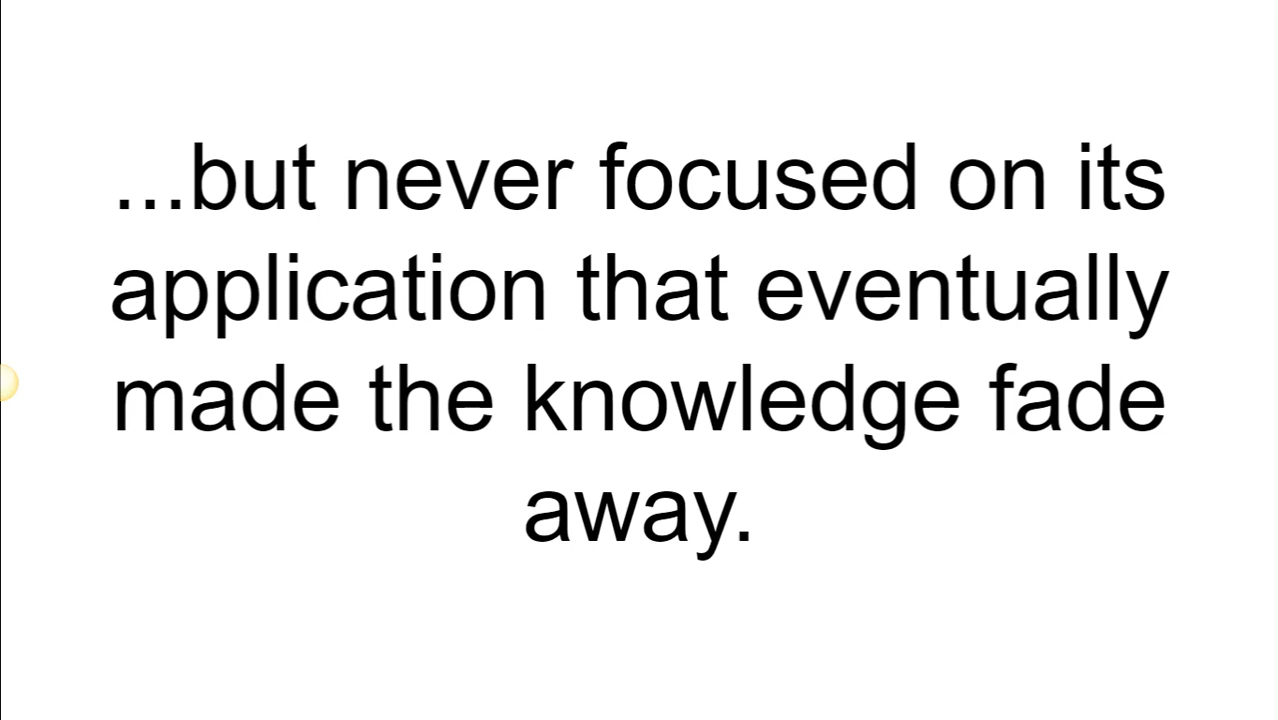 ...but never focused on its
application that eventually
made the knowledge fade
away.